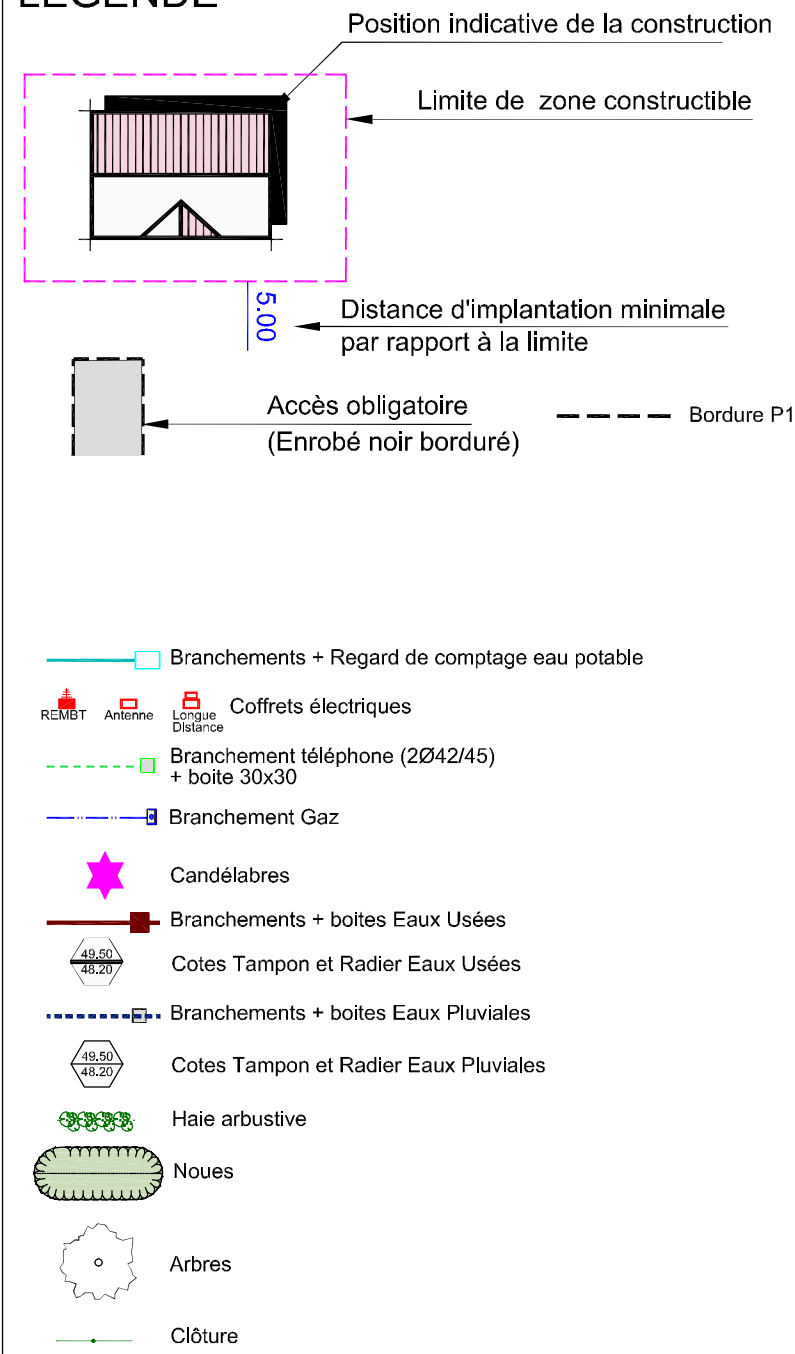 LEGENDE
Position indicative de la construction
Limite de zone constructible
5.00
Distance d'implantation minimale
par rapport à la limite
Accès obligatoire
(Enrobé noir borduré)
Bordure P1
Branchements + Regard de comptage eau potable
REMBT
Antenne
Longue
DIstance
Coffrets électriques
Branchement téléphone (2Ø42/45)
+ boite 30x30
Branchement Gaz
Candélabres
Branchements + boites Eaux Usées
49.50
48.20
Cotes Tampon et Radier Eaux Usées
Branchements + boites Eaux Pluviales
49.50
48.20
Cotes Tampon et Radier Eaux Pluviales
Haie arbustive
Noues
Arbres
Clôture